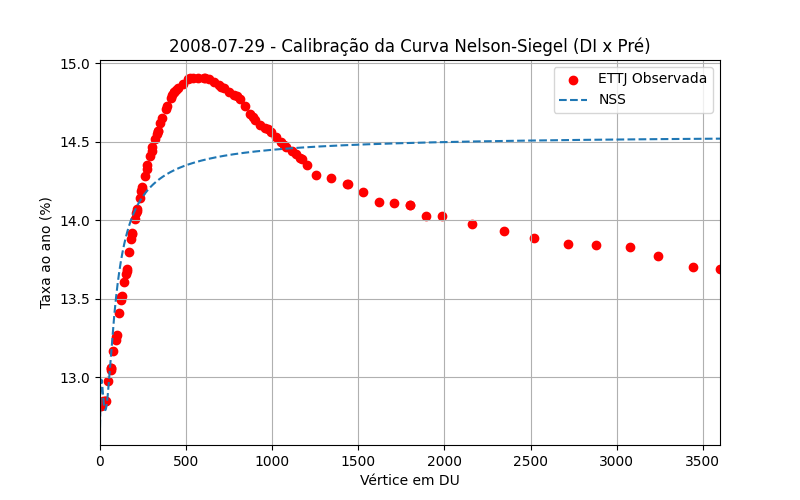 2008-07-29 - Calibração da Curva Nelson-Siegel (DI x Pré)
15.0
14.5
14.0
13.5
13.0
Taxa ao ano (%)
ETTJ Observada
NSS
0
500
1000
1500
2000
2500
3000
3500
Vértice em DU